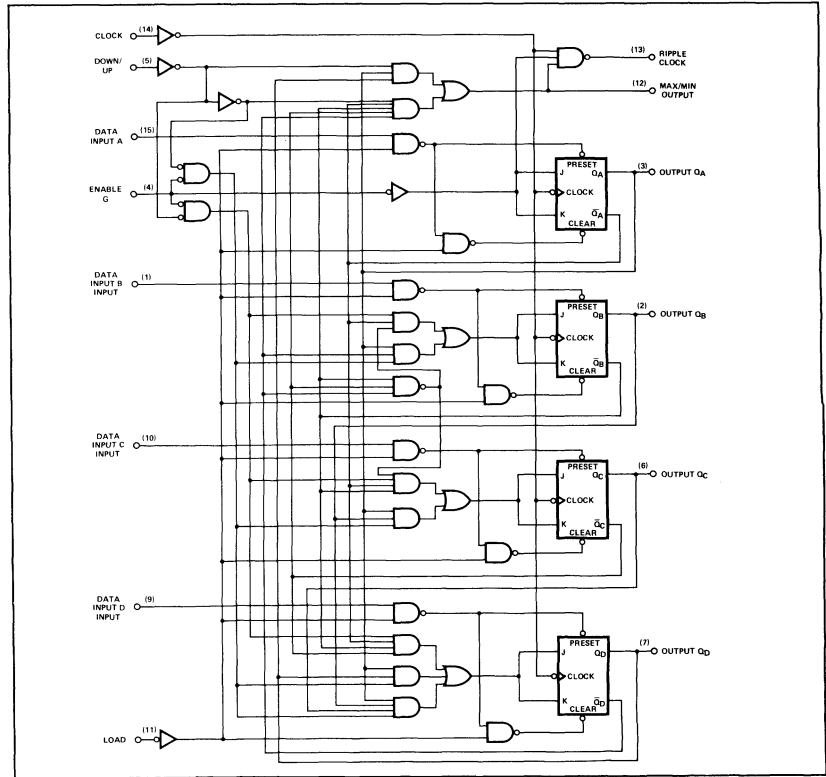 CLOCK (14)
(13) RIPPLE
CLOCK
DOWN/ (5)
UP
(12) MAX/MIN
OUTPUT
DATA (15)
INPUT A
PRESET
J QA (3) OUTPUT QA
ENABLE (4)
G
CLOCK
K Q̅A
CLEAR
DATA (1)
INPUT B
INPUT
PRESET
J QB (2) OUTPUT QB
CLOCK
K Q̅B
CLEAR
DATA (10)
INPUT C
INPUT
PRESET
J QC (6) OUTPUT QC
CLOCK
K Q̅C
CLEAR
DATA (9)
INPUT D
INPUT
PRESET
J QD (7) OUTPUT QD
CLOCK
K Q̅D
CLEAR
LOAD (11)